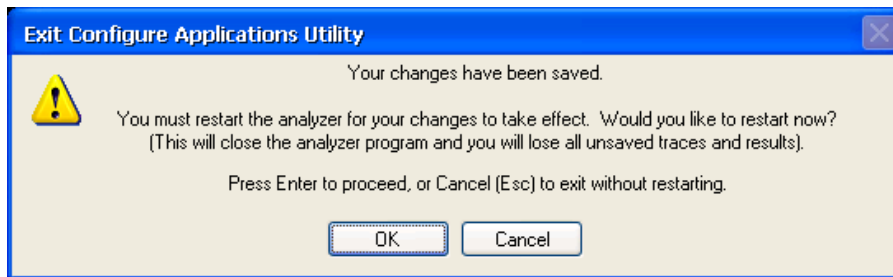 Exit Configure Applications Utility
Your changes have been saved.
You must restart the analyzer for your changes to take effect.  Would you like to restart now?
(This will close the analyzer program and you will lose all unsaved traces and results).
Press Enter to proceed, or Cancel (Esc) to exit without restarting.
OK Cancel